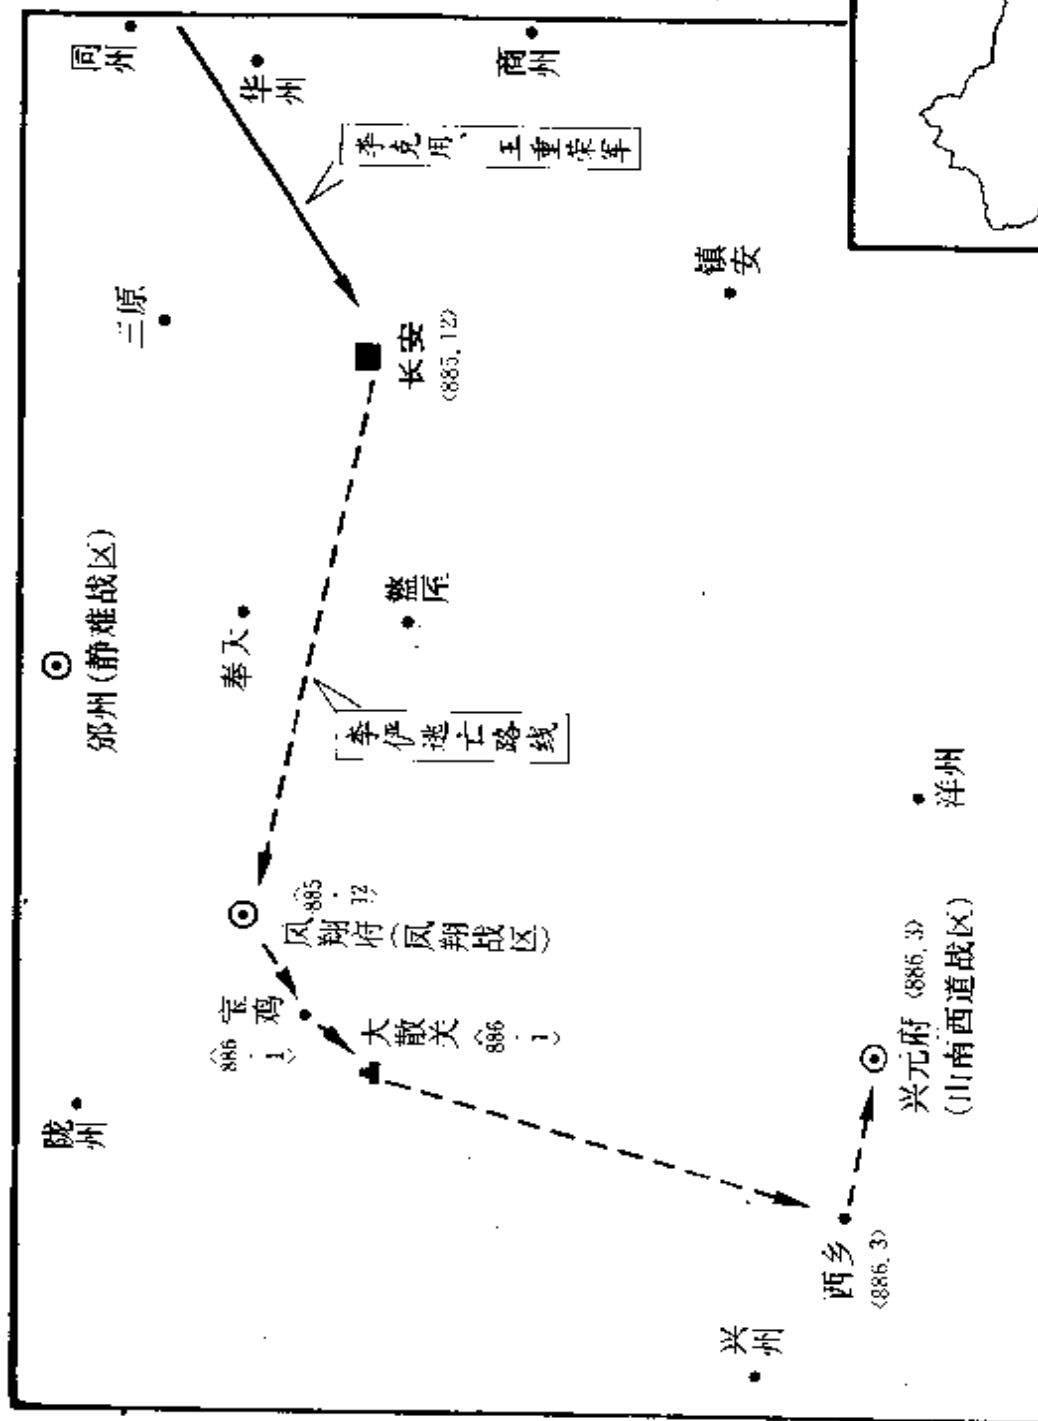 同州
华州
商州
李克用、王重荣军
三原
镇安
长安
〈885.12〉
邠州(静难战区)
奉天
盩厔
李俨逃亡路线
洋州
凤翔府(凤翔战区)
〈885.12〉
宝鸡
〈886.1〉
大散关
〈886.1〉
陇州
兴元府〈886.3〉
(山南西道战区)
西乡
〈886.3〉
兴州